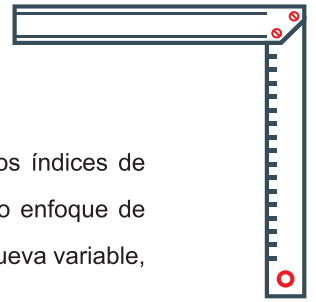 os índices de
o enfoque de
ueva variable,